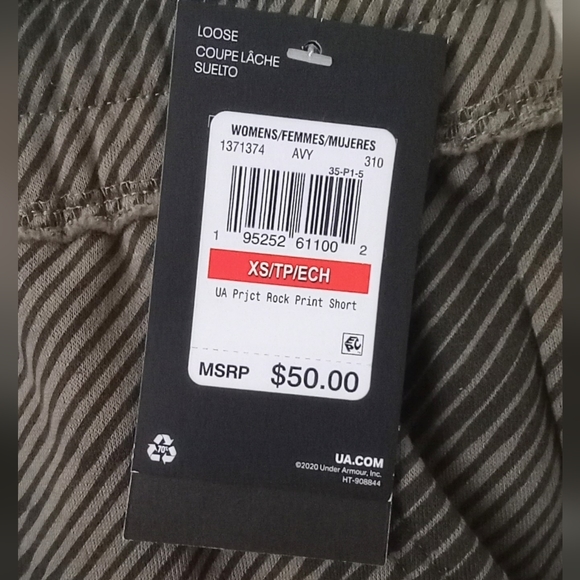 LOOSE
COUPE LÂCHE
SUELTO
WOMENS/FEMMES/MUJERES
1371374 AVY 310
35-P1-5
1 95252 61100 2
XS/TP/ECH
UA Prjct Rock Print Short
MSRP $50.00
70%
UA.COM
©2020 Under Armour, Inc.
HT-908844